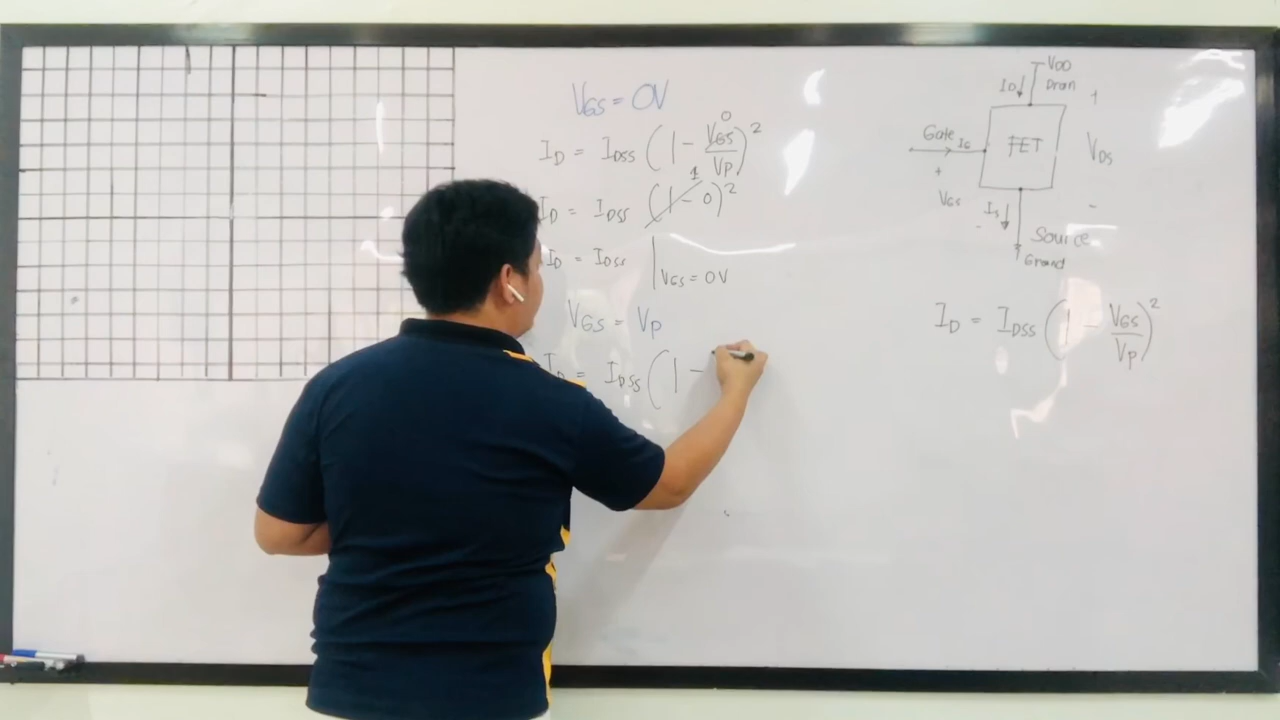 VGS = 0V
ID = IDSS (1 - VGS/VP)² 0
ID = IDSS (1 - 0)² 1
ID = IDSS | VGS = 0V
VGS = VP
ID = IDSS (1 -
VDD
ID Drain +
Gate IG FET VDS
+
VGS IS - -
Source
Ground
ID = IDSS (1 - VGS/VP)²